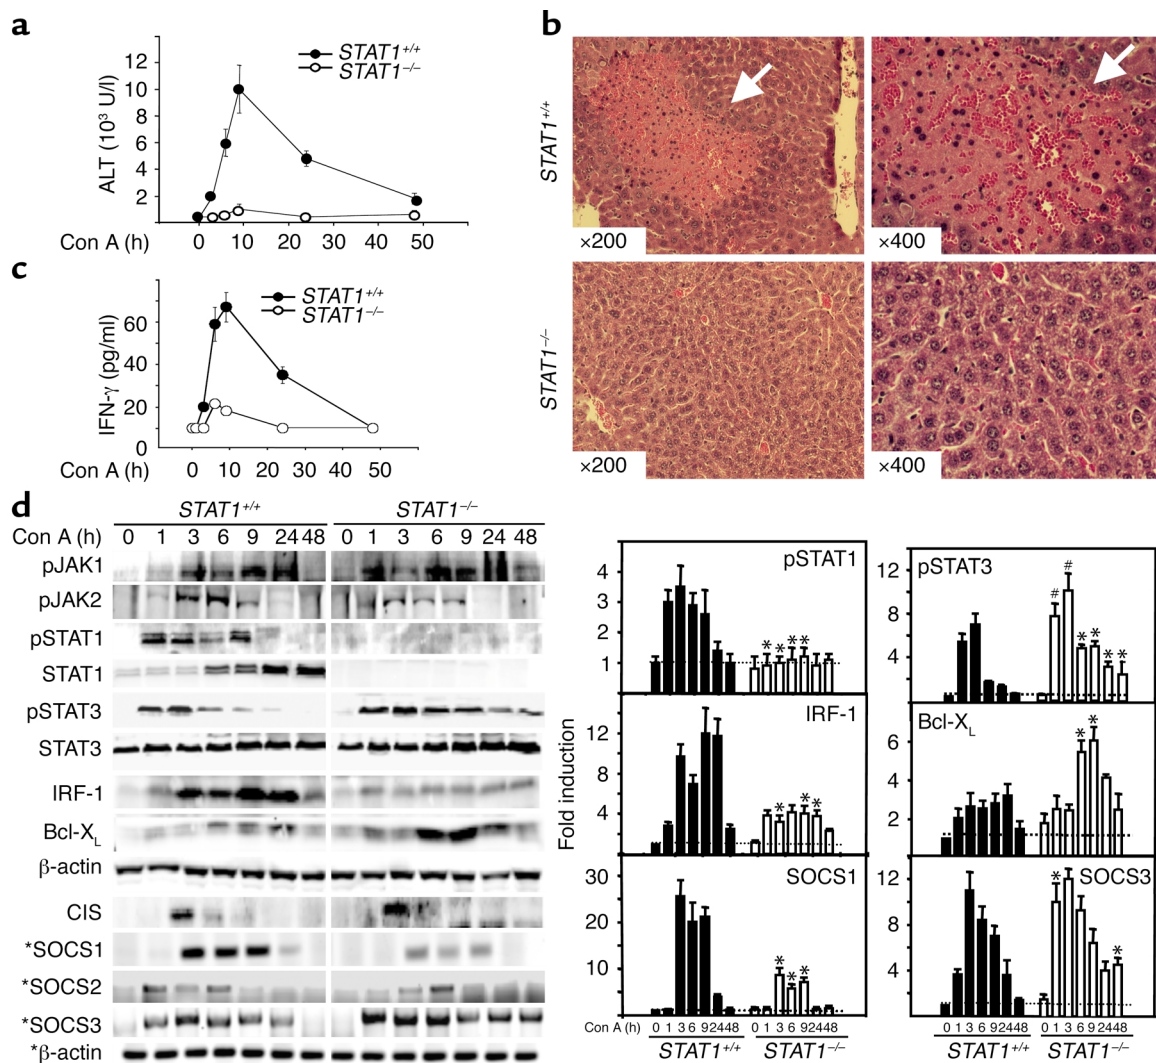 a
STAT1+/+
STAT1−/−
ALT (10³ U/l)
12
10
8
6
4
2
Con A (h) 0 10 20 30 40 50
b
STAT1+/+
×200
×400
STAT1−/−
×200
×400
c
STAT1+/+
STAT1−/−
IFN-γ (pg/ml)
60
40
20
0
Con A (h) 0 10 20 30 40 50
d
STAT1+/+ STAT1−/−
Con A (h) 0 1 3 6 9 24 48 0 1 3 6 9 24 48
pJAK1
pJAK2
pSTAT1
STAT1
pSTAT3
STAT3
IRF-1
Bcl-XL
β-actin
CIS
*SOCS1
*SOCS2
*SOCS3
*β-actin
Fold induction
pSTAT1
4
3
2
1
* * **
IRF-1
12
8
4
0
* * *
SOCS1
30
20
10
0
* * *
pSTAT3
12
8
4
0
# # * * * *
Bcl-XL
6
4
2
* *
SOCS3
12
8
4
0
* *
Con A (h) 0 1 3 6 9 24 48 0 1 3 6 9 24 48
STAT1+/+ STAT1−/−
0 1 3 6 9 24 48 0 1 3 6 9 24 48
STAT1+/+ STAT1−/−